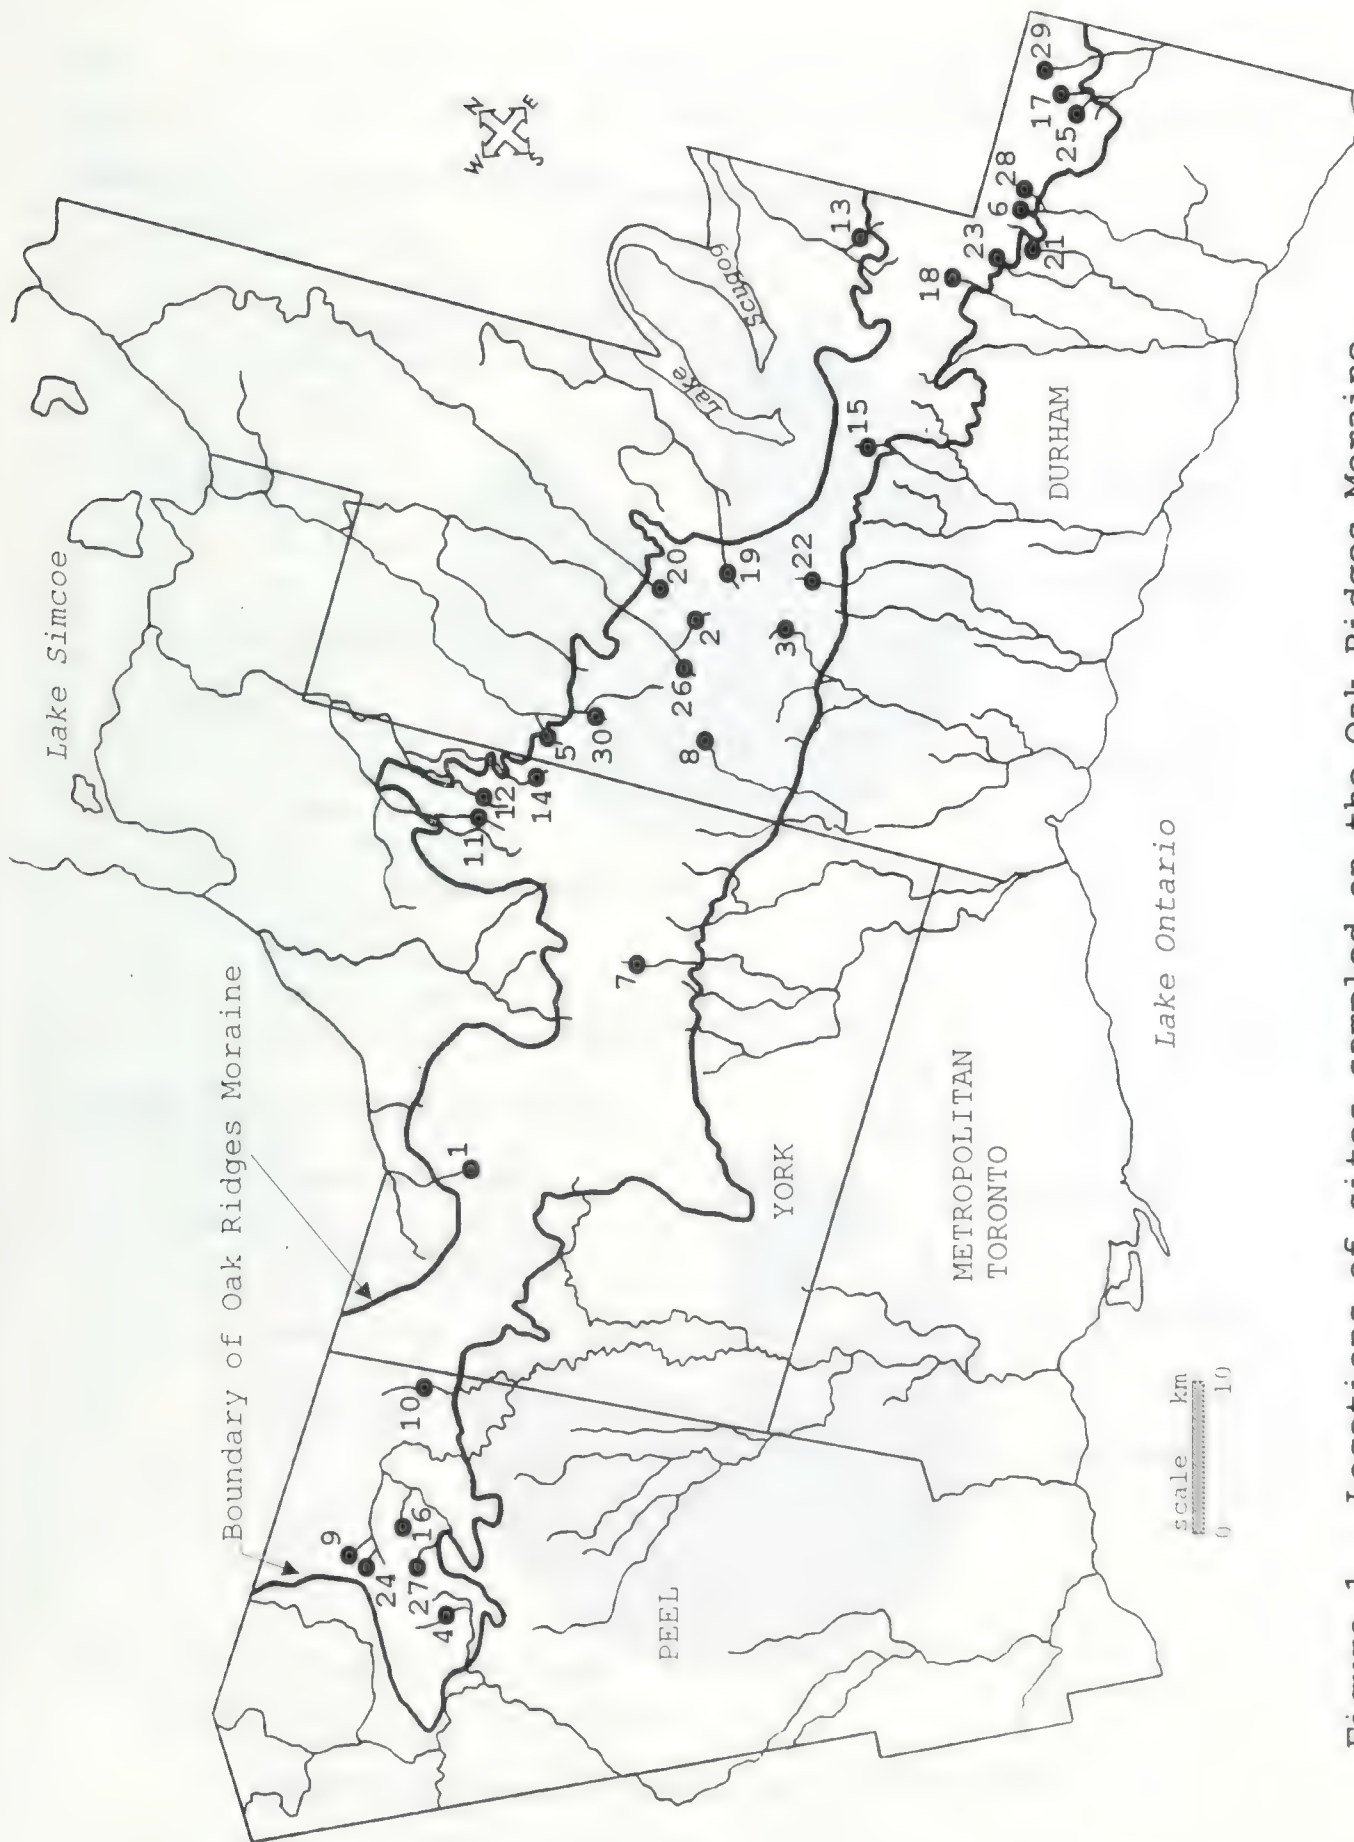 Lake Simcoe
Boundary of Oak Ridges Moraine
W
N
S
E
Lake
Scugog
29
17
25
28
6
21
23
13
18
15
20
19
22
2
3
26
30
5
8
14
12
11
7
1
10
9
24
16
27
4
DURHAM
YORK
METROPOLITAN
TORONTO
PEEL
Lake Ontario
scale km
0 10
Figure 1. Locations of sites sampled on the Oak Ridges Moraine